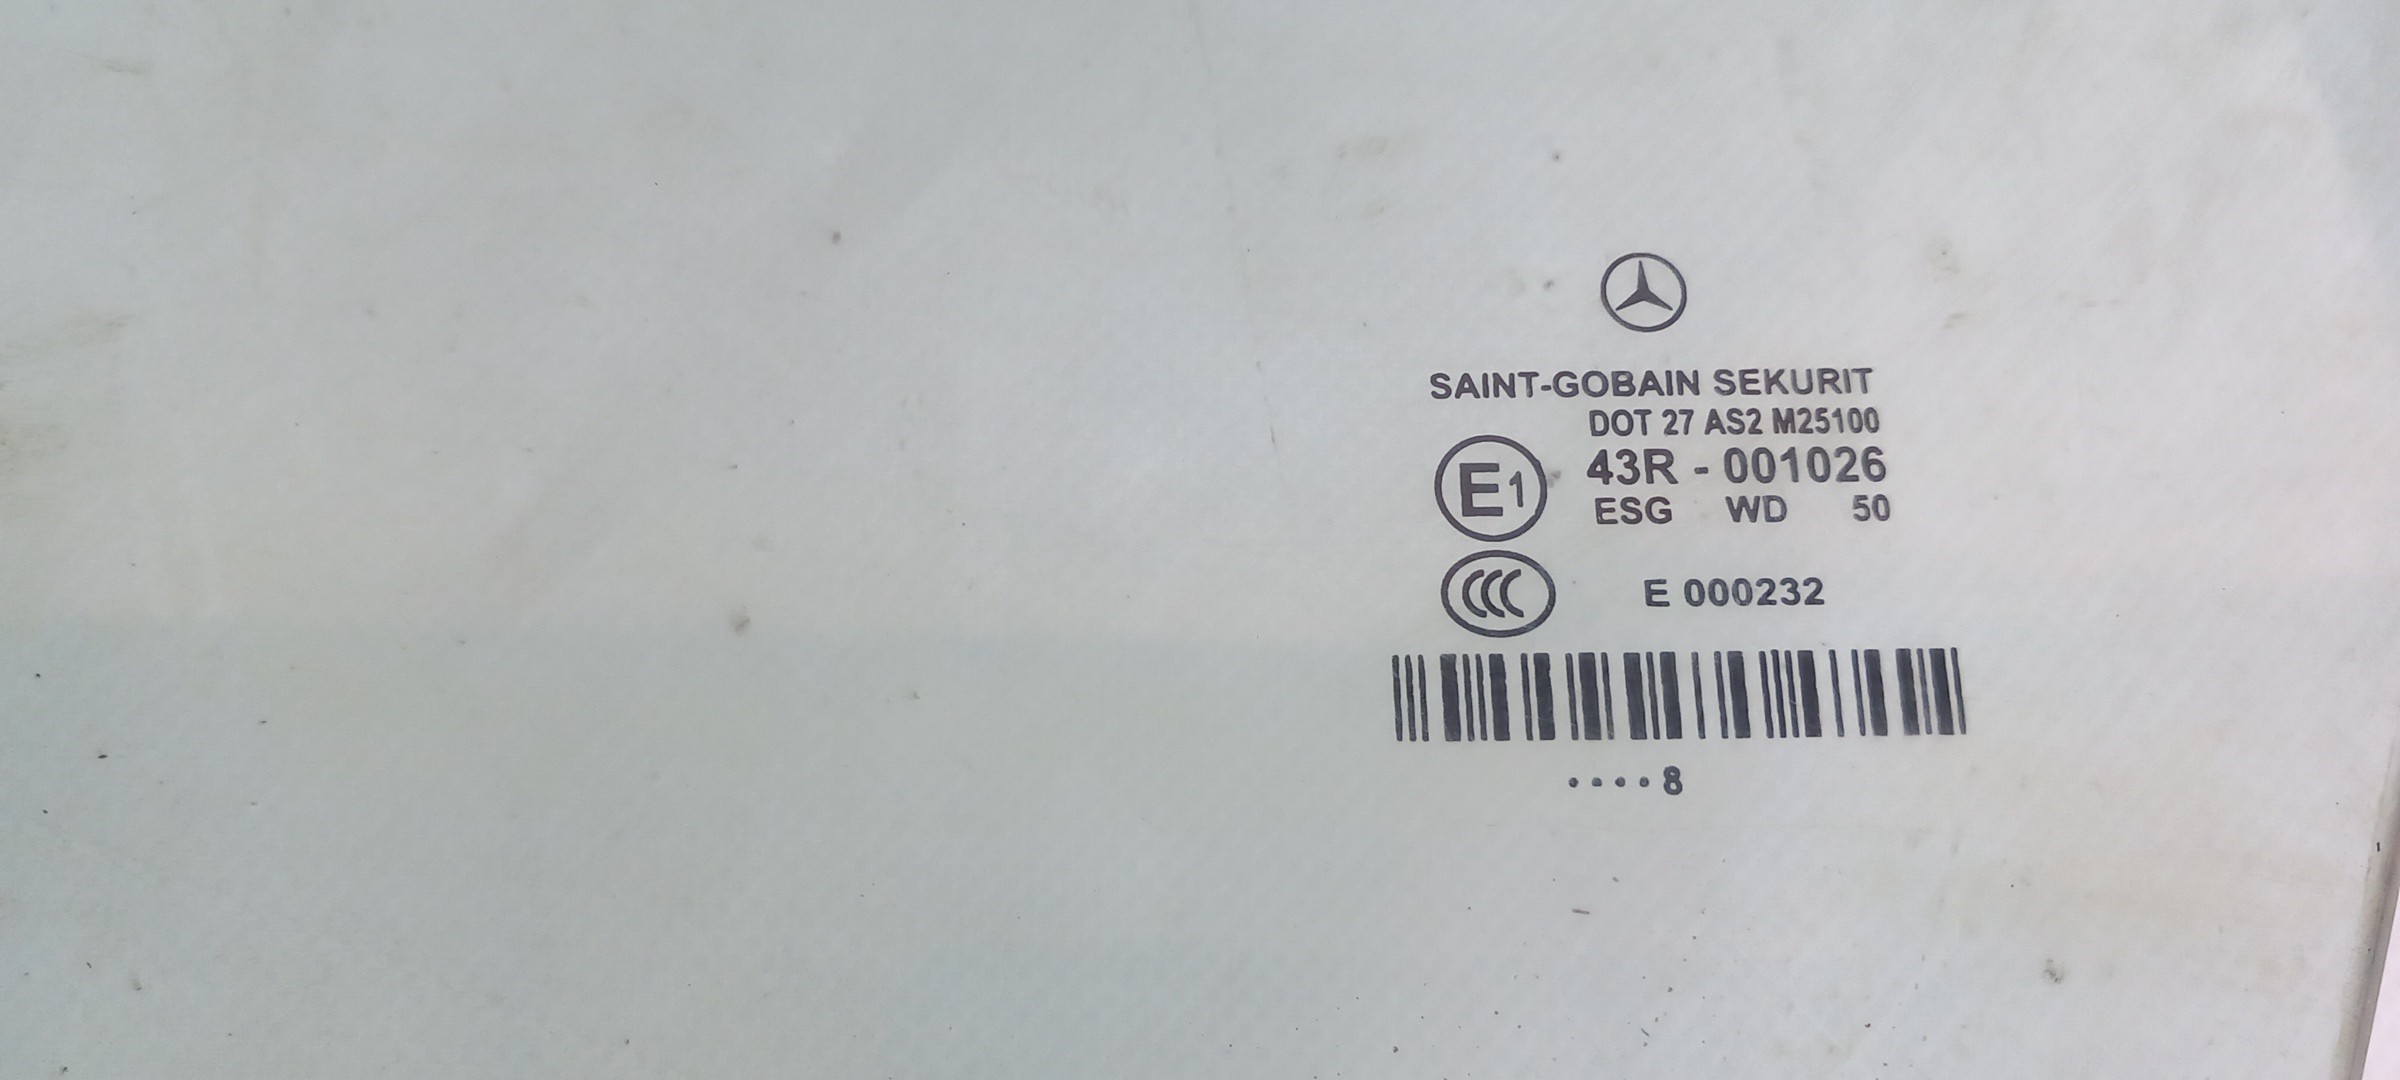 SAINT-GOBAIN SEKURIT
DOT 27 AS2 M25100
E1 43R - 001026
ESG WD 50
CCC E 000232
····8